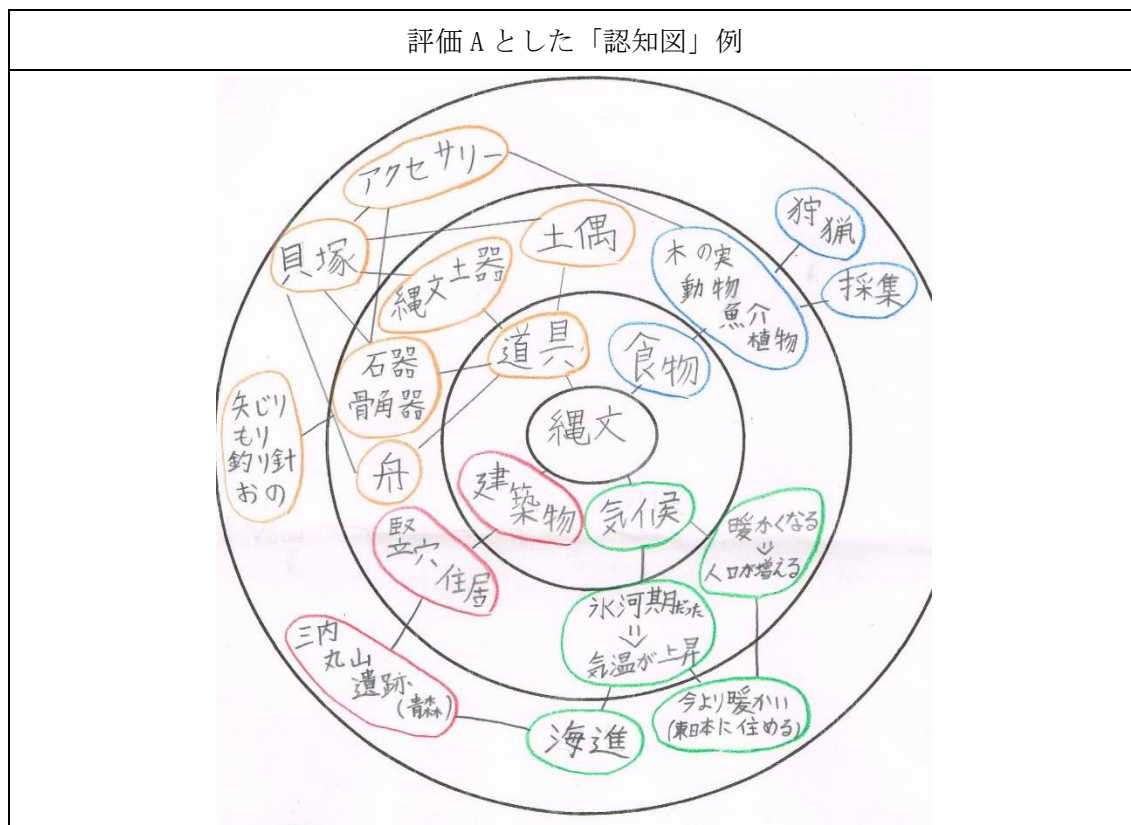 評価 A とした「認知図」例
アクセサリー
貝塚
土偶
縄文土器
道具
石器
骨角器
矢じり
もり
釣り針
おの
舟
狩猟
採集
木の実
動物
魚介
植物
食物
縄文
建築物
竪穴
住居
三内
丸山
遺跡
(青森)
気候
暖かくなる
⇓
人口が増える
氷河期だった
⇓
気温が上昇
今より暖かい
(東日本に住める)
海進